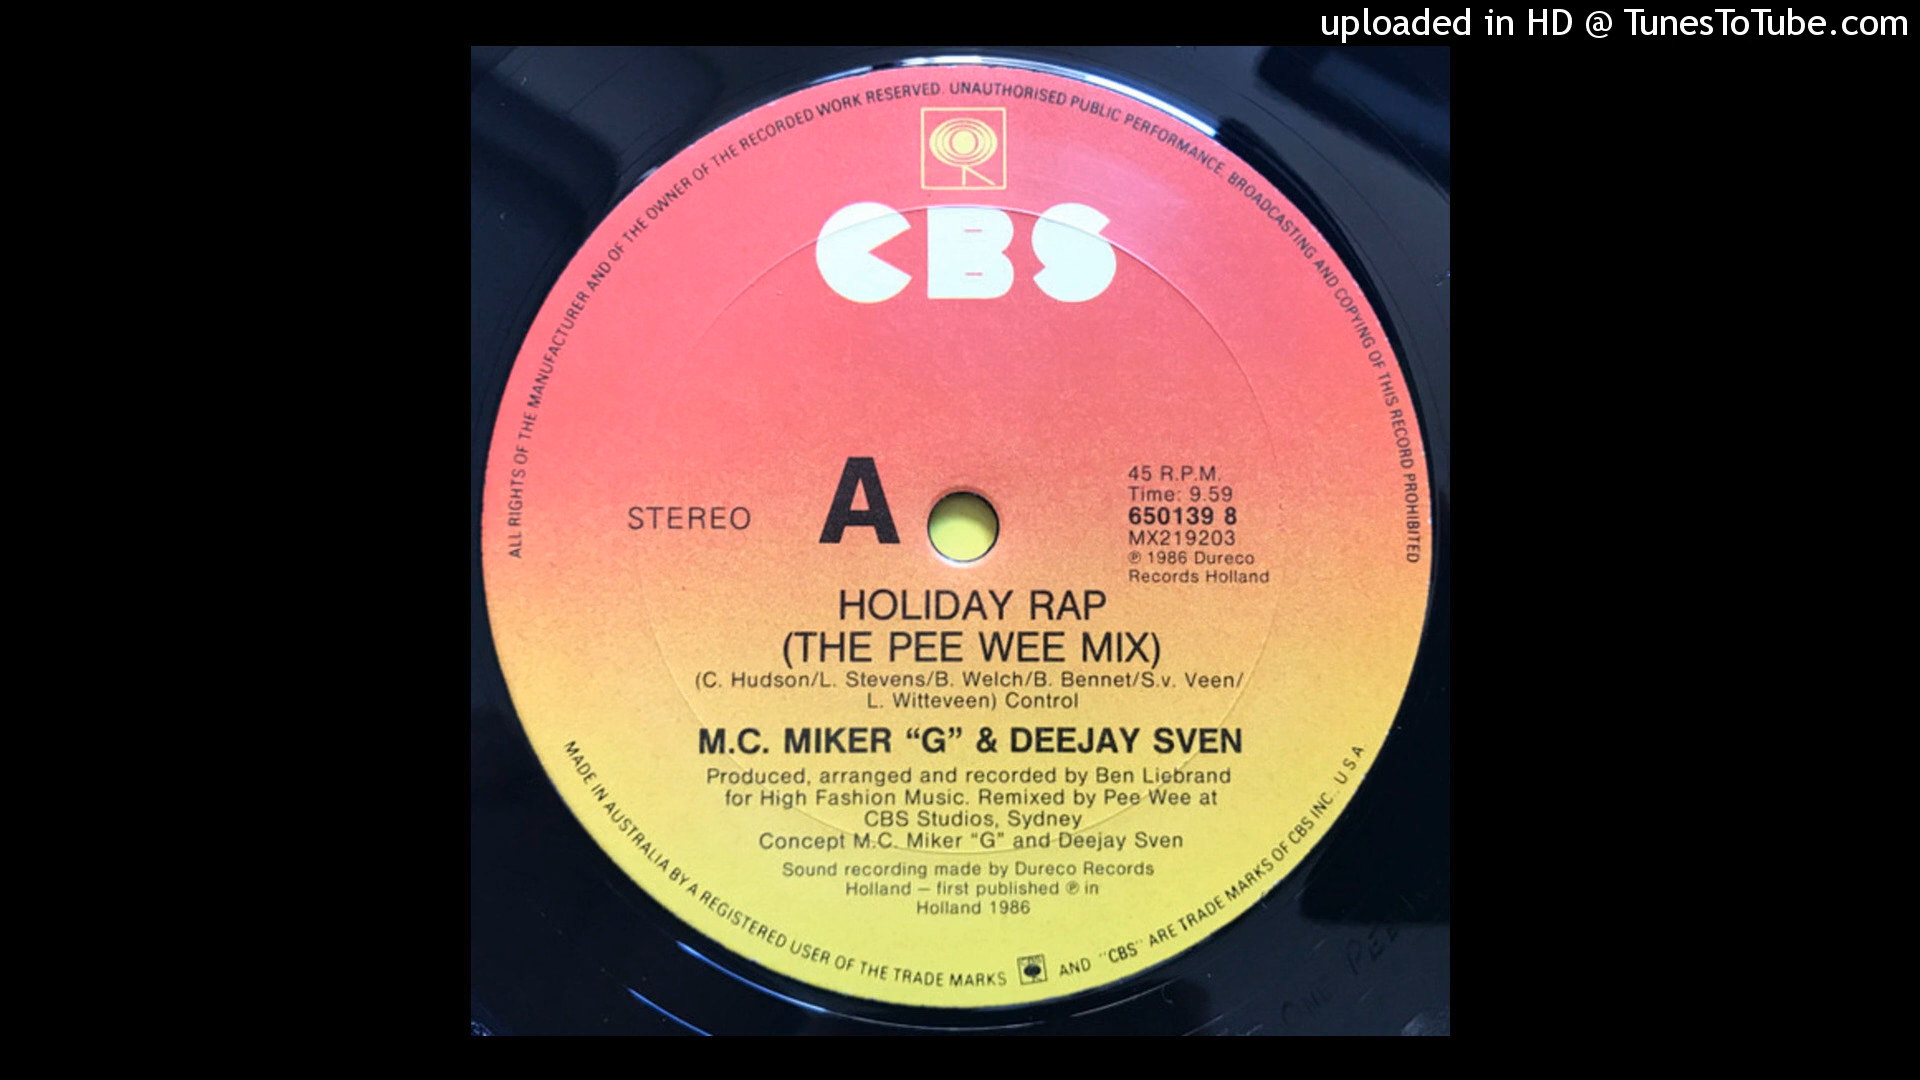 uploaded in HD @ TunesToTube.com
ALL RIGHTS OF THE MANUFACTURER AND OF THE OWNER OF THE RECORDED WORK RESERVED. UNAUTHORISED PUBLIC PERFORMANCE, BROADCASTING AND COPYING OF THIS RECORD PROHIBITED
CBS
STEREO
A
45 R.P.M.
Time: 9.59
650139 8
MX219203
℗ 1986 Dureco
Records Holland
HOLIDAY RAP
(THE PEE WEE MIX)
(C. Hudson/L. Stevens/B. Welch/B. Bennet/S.v. Veen/
L. Witteveen) Control
M.C. MIKER “G” & DEEJAY SVEN
Produced, arranged and recorded by Ben Liebrand
for High Fashion Music. Remixed by Pee Wee at
CBS Studios, Sydney
Concept M.C. Miker “G” and Deejay Sven
Sound recording made by Dureco Records
Holland – first published ℗ in
Holland 1986
MADE IN AUSTRALIA BY A REGISTERED USER OF THE TRADE MARKS AND "CBS" ARE TRADE MARKS OF CBS INC., U S A